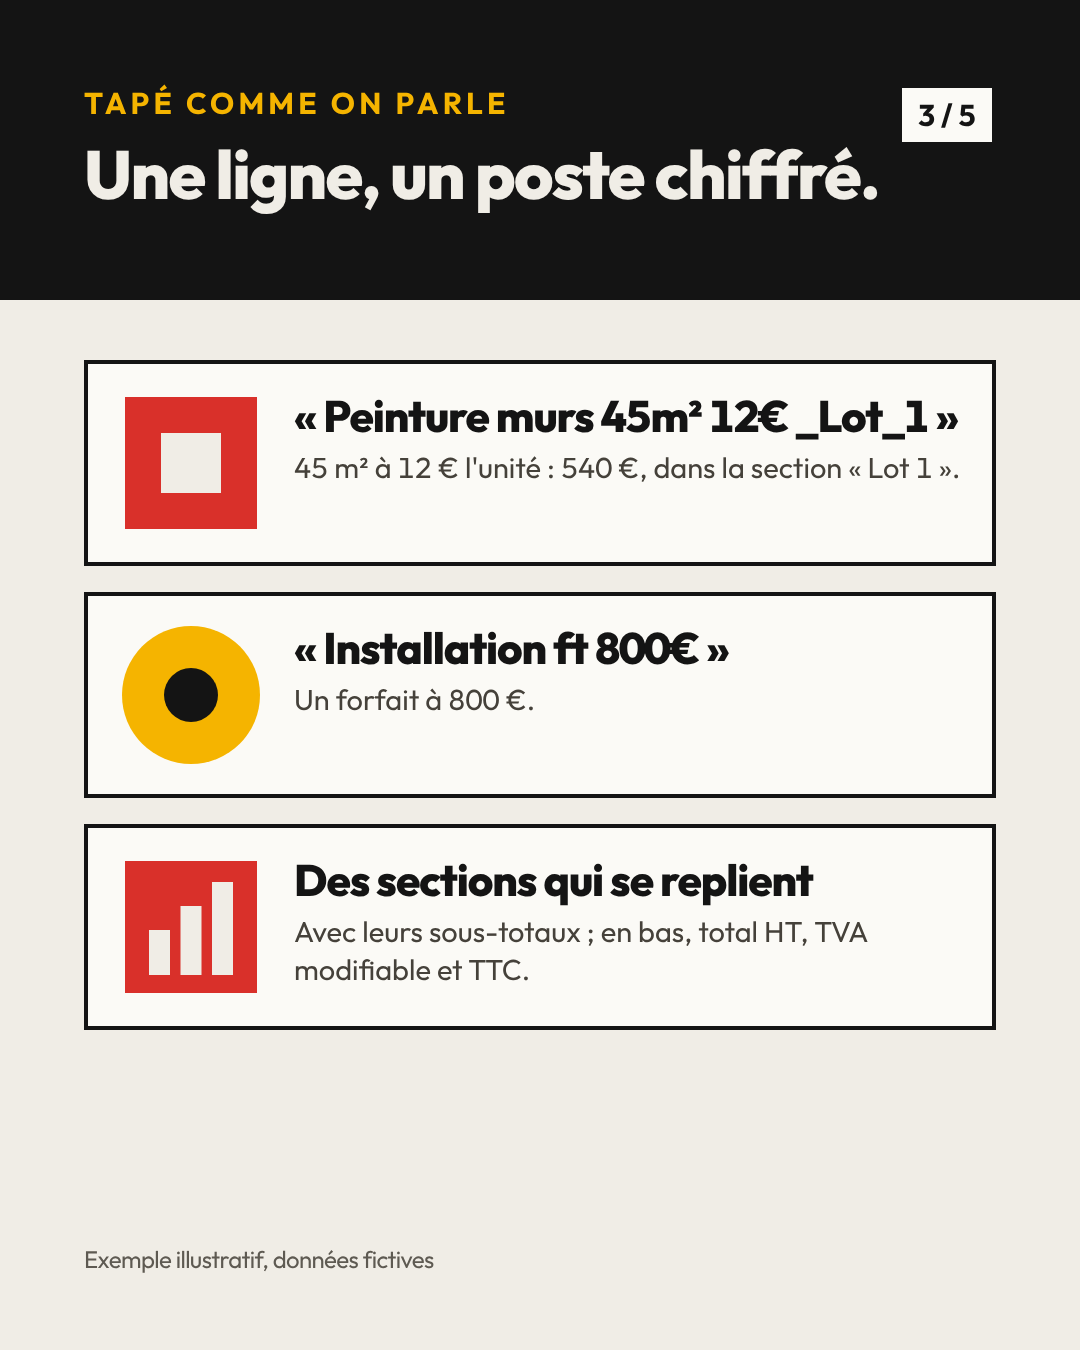 TAPÉ COMME ON PARLE
3 / 5
Une ligne, un poste chiffré.
« Peinture murs 45m² 12€ _Lot_1 »
45 m² à 12 € l'unité : 540 €, dans la section « Lot 1 ».
« Installation ft 800€ »
Un forfait à 800 €.
Des sections qui se replient
Avec leurs sous-totaux ; en bas, total HT, TVA
modifiable et TTC.
Exemple illustratif, données fictives